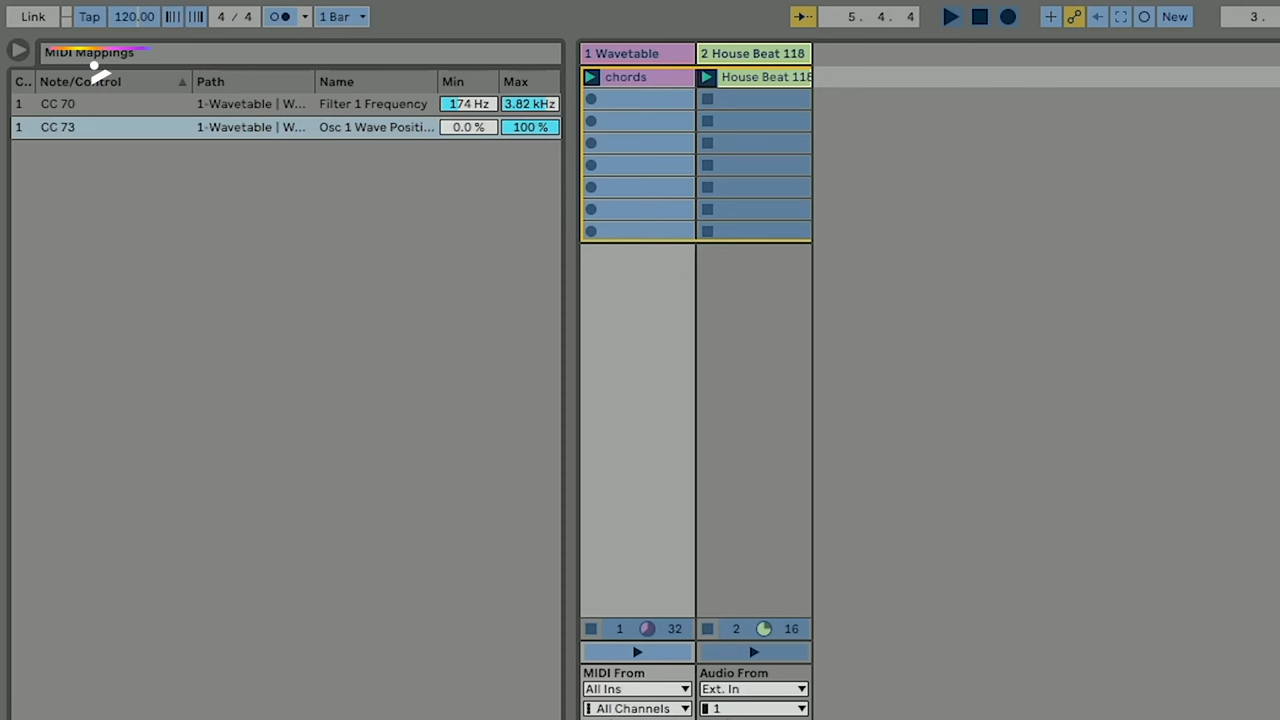 Link Tap 120.00 4 / 4 1 Bar 5. 4. 4 New 3.
MIDI Mappings
C.. Note/Control Path Name Min Max
1 CC 70 1-Wavetable | W... Filter 1 Frequency 174 Hz 3.82 kHz
1 CC 73 1-Wavetable | W... Osc 1 Wave Positi... 0.0 % 100 %
1 Wavetable 2 House Beat 118
chords House Beat 118
1 32 2 16
MIDI From Audio From
All Ins Ext. In
All Channels 1